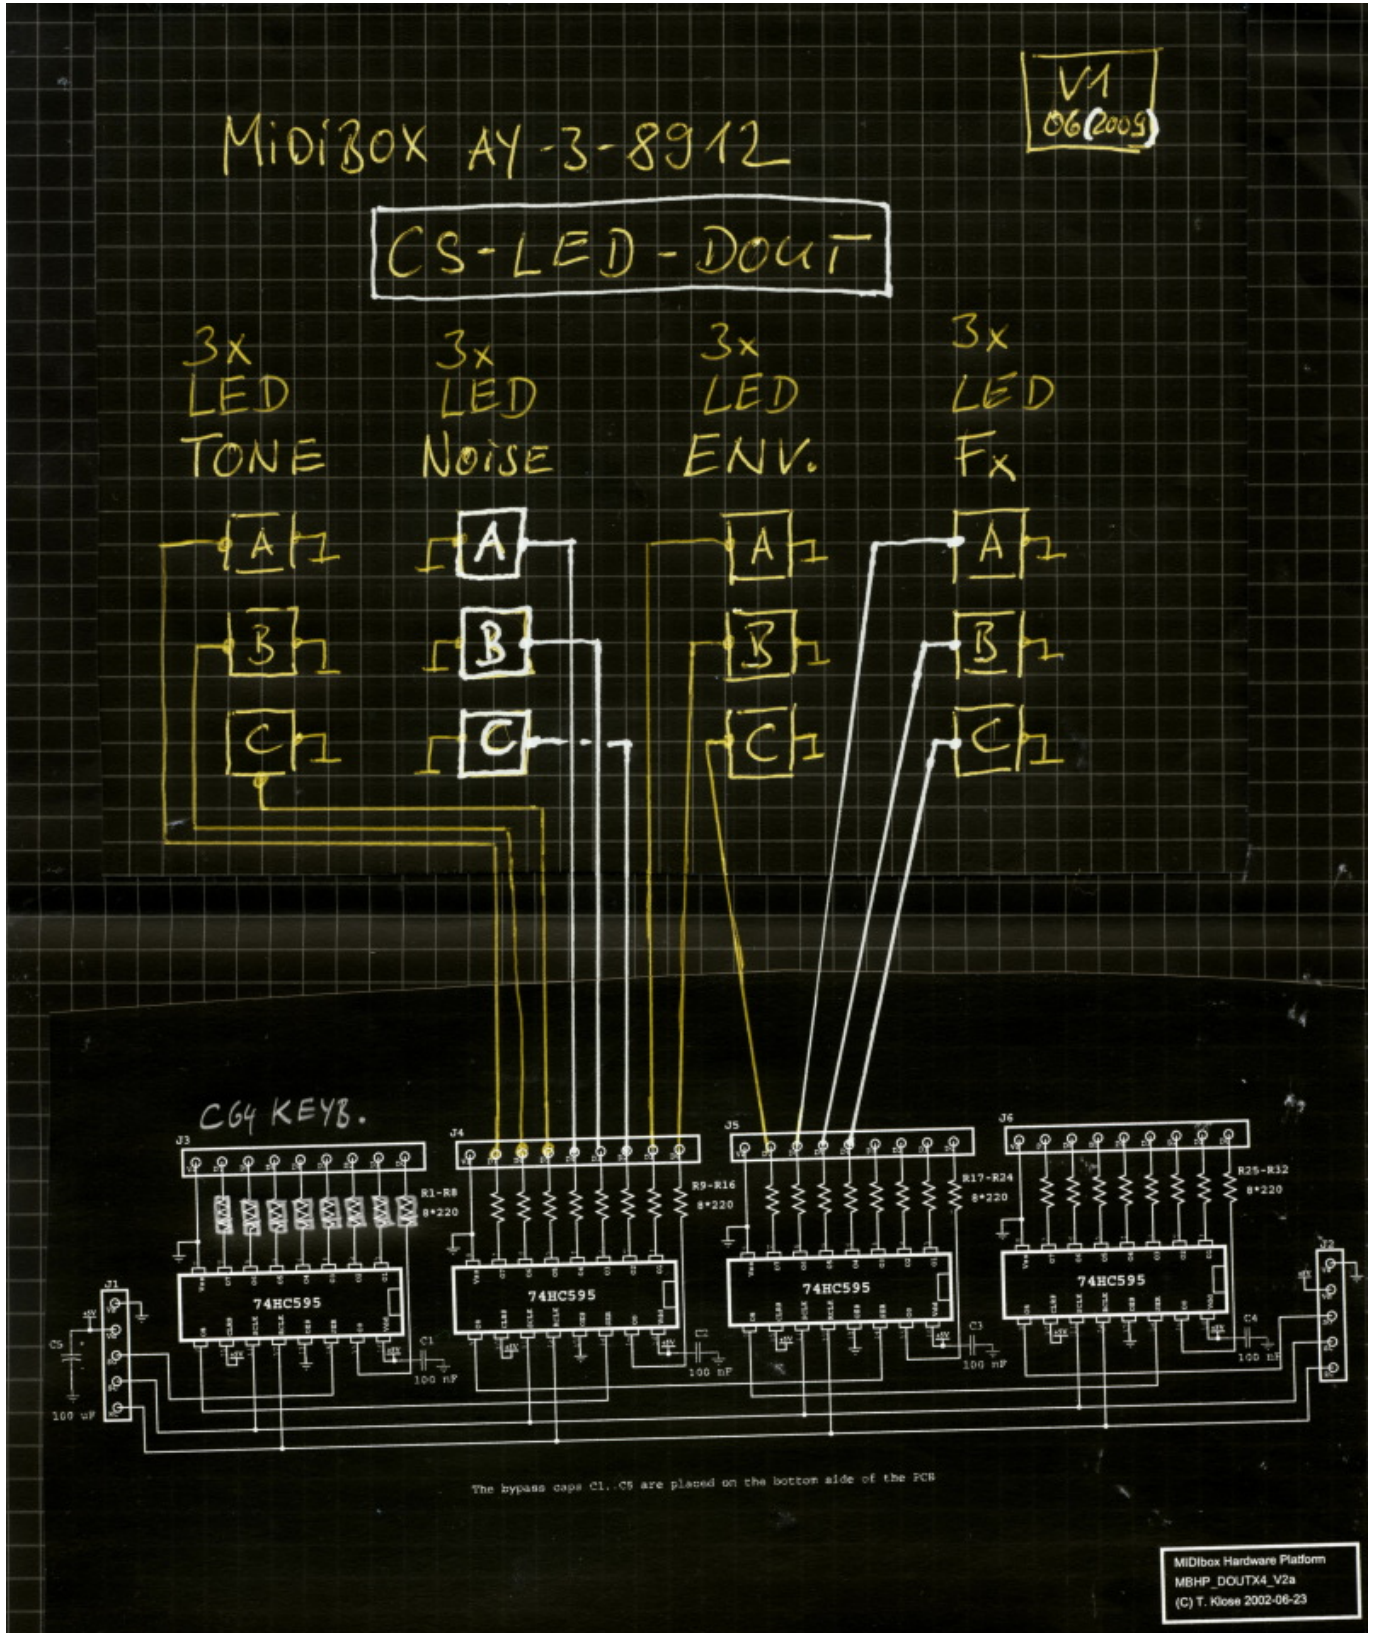 V1
06(2009)
MiDiBOX AY-3-8912
CS-LED-DOUT
3x LED TONE
3x LED NOiSE
3x LED ENV.
3x LED Fx
A A A A
B B B B
C C C C
C64 KEYB.
J3 J4 J5 J6
R1-R8 8*220
R9-R16 8*220
R17-R24 8*220
R25-R32 8*220
J1 J2
74HC595 74HC595 74HC595 74HC595
C5 100 uF
C1 100 nF
C2 100 nF
C3 100 nF
C4 100 nF
The bypass caps C1..C5 are placed on the bottom side of the PCB
MIDIbox Hardware Platform
MBHP_DOUTX4_V2a
(C) T. Klose 2002-06-23